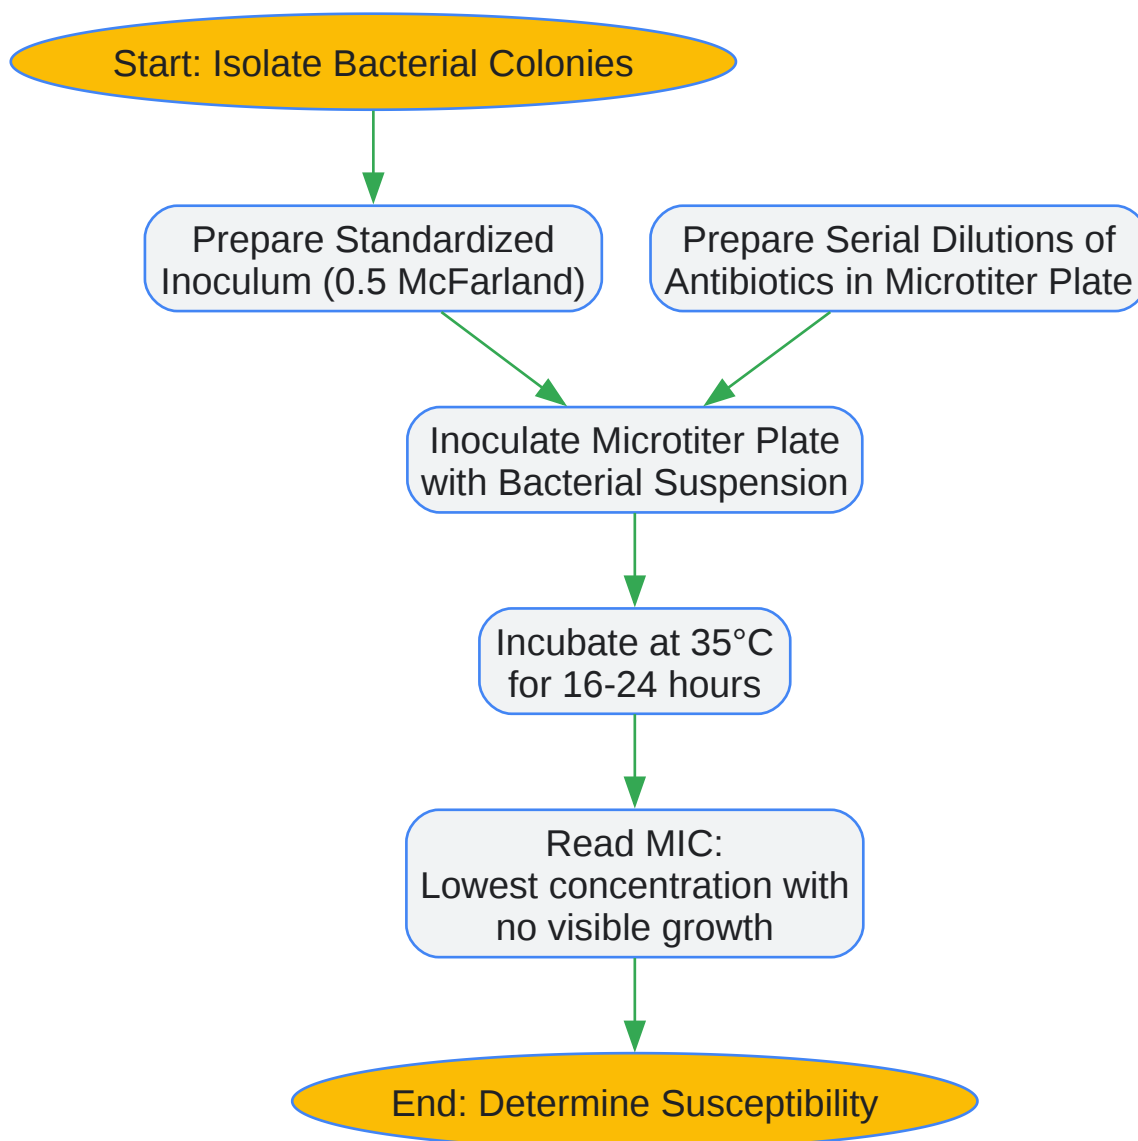 Start: Isolate Bacterial Colonies
Prepare Standardized
Inoculum (0.5 McFarland)
Prepare Serial Dilutions of
Antibiotics in Microtiter Plate
Inoculate Microtiter Plate
with Bacterial Suspension
Incubate at 35°C
for 16-24 hours
Read MIC:
Lowest concentration with
no visible growth
End: Determine Susceptibility